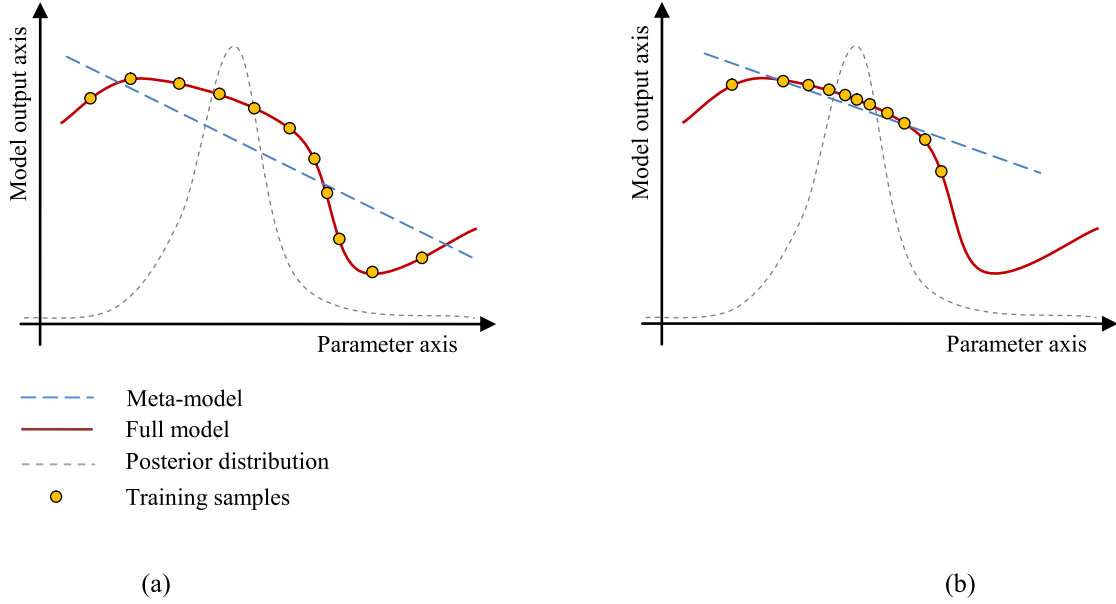 Model output axis
Parameter axis
Model output axis
Parameter axis
Meta-model
Full model
Posterior distribution
Training samples
(a)
(b)